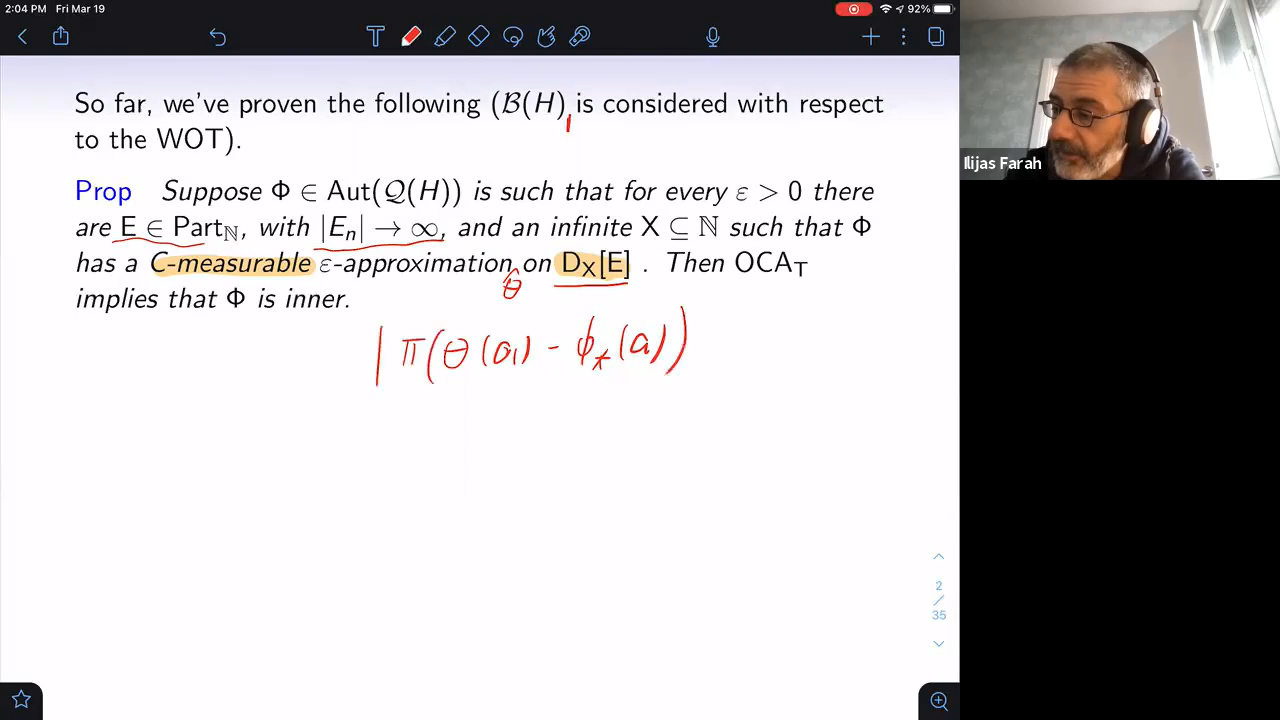 2:04 PM Fri Mar 19
92%
T
So far, we've proven the following (ℬ(H)₁ is considered with respect
to the WOT).
Prop Suppose Φ ∈ Aut(𝒬(H)) is such that for every ε > 0 there
are E ∈ Part_ℕ, with |E_n| → ∞, and an infinite X ⊆ ℕ such that Φ
has a C-measurable ε-approximation on D_X[E] . Then OCA_T
θ
implies that Φ is inner.
| π(θ(a) - Φ_*(a))
2
/
35
Ilijas Farah